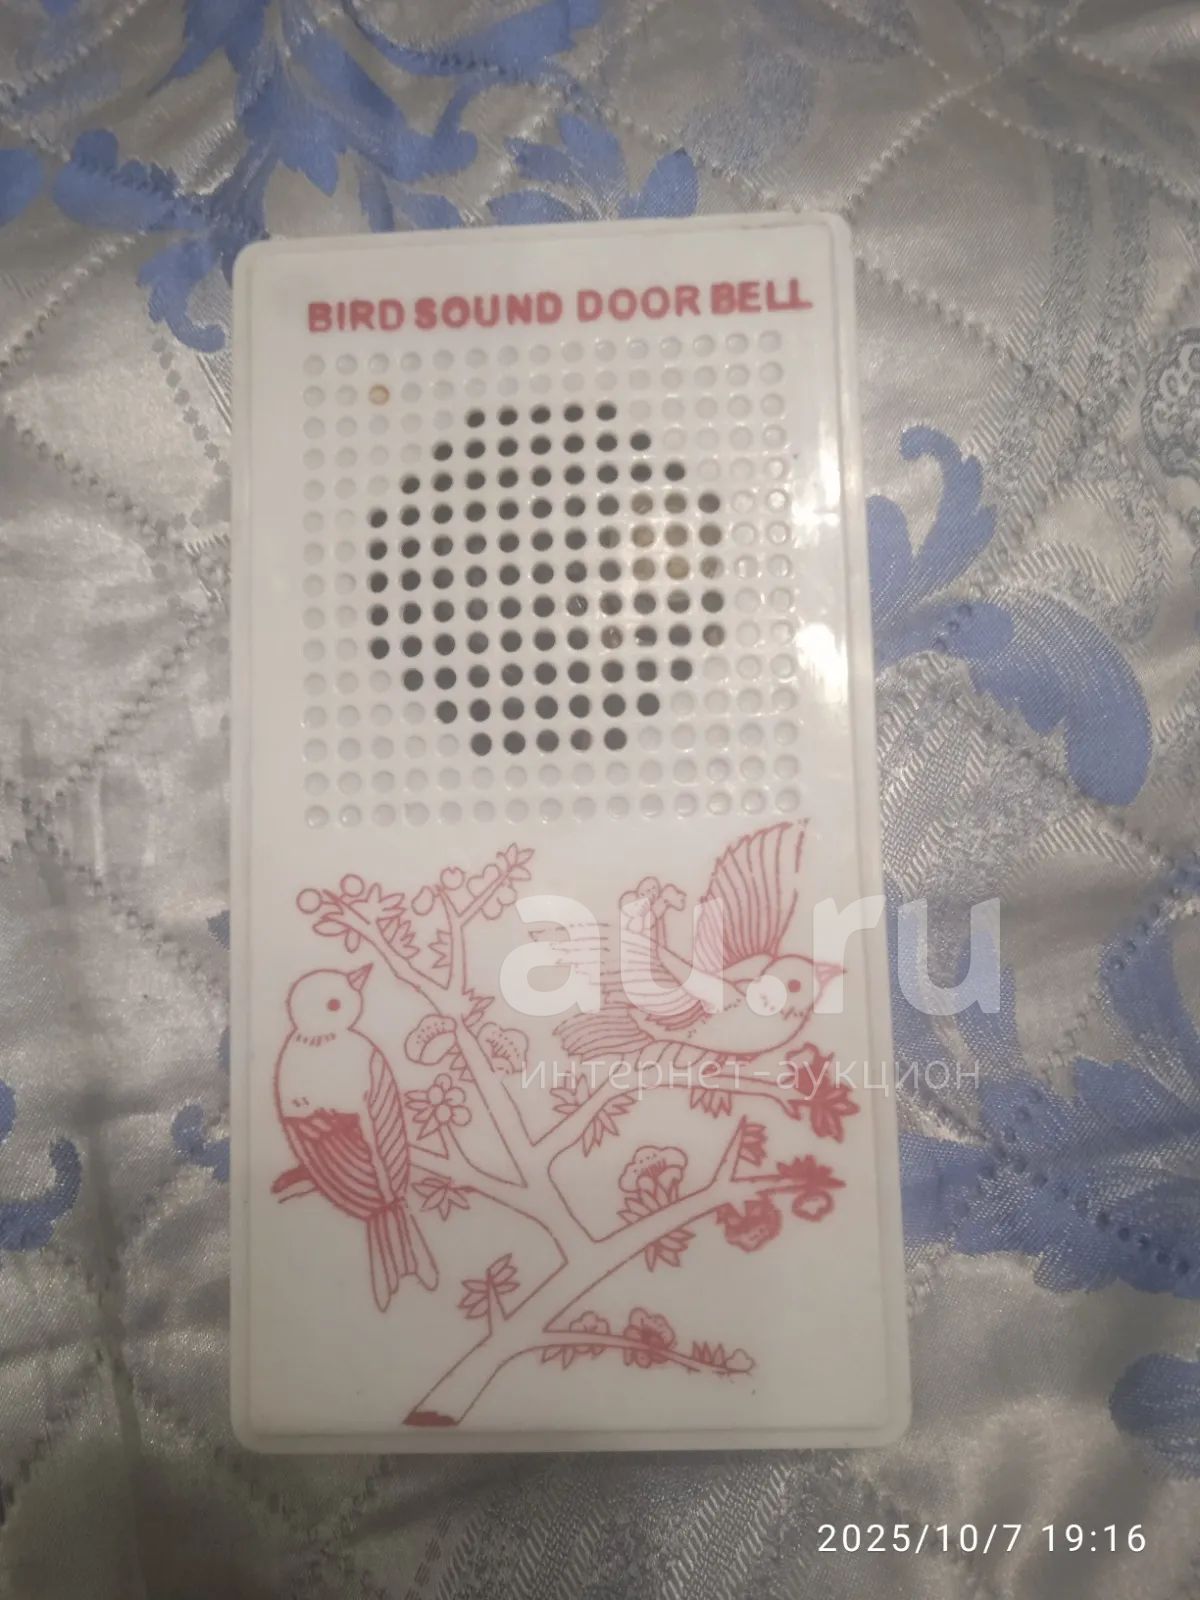 BIRD SOUND DOOR BELL
au.ru
интернет-аукцион
2025/10/7 19:16